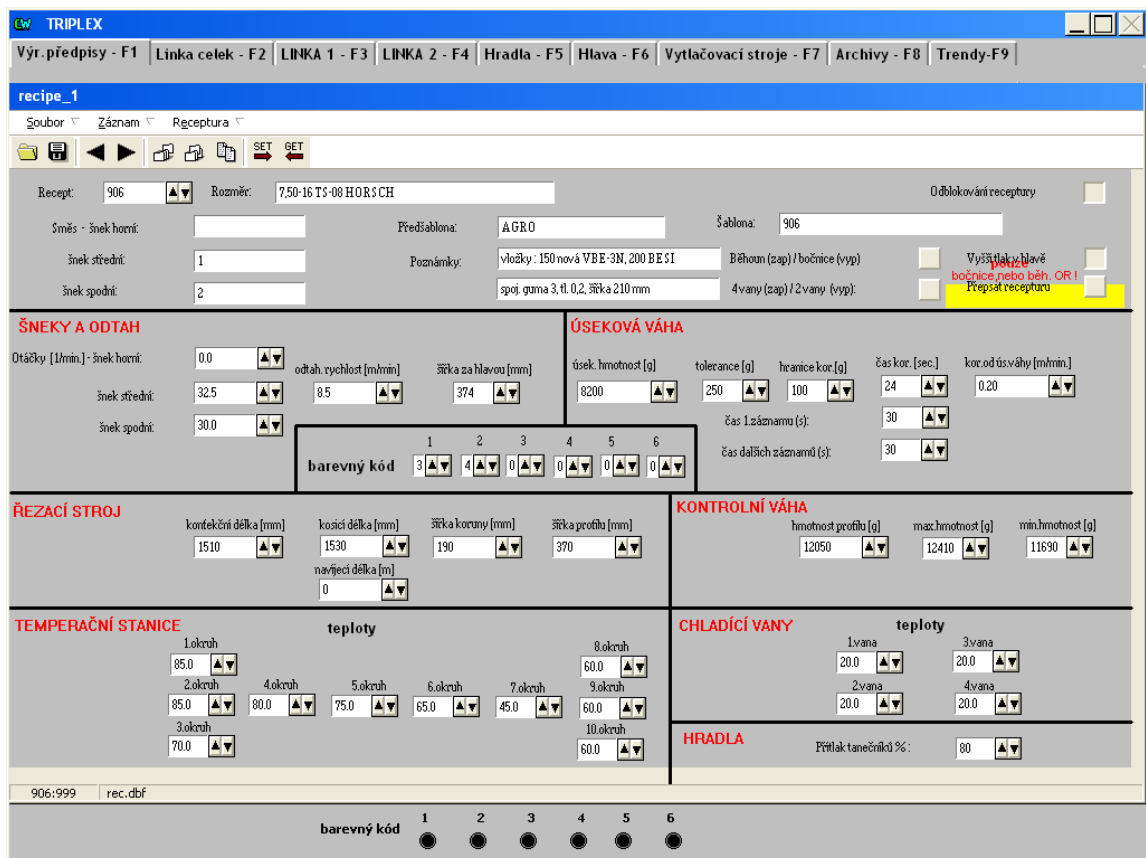 TRIPLEX
Výr.předpisy - F1 Linka celek - F2 LINKA 1 - F3 LINKA 2 - F4 Hradla - F5 Hlava - F6 Vytlačovací stroje - F7 Archivy - F8 Trendy-F9
recipe_1
Soubor Záznam Receptura
SET GET
Recept: 906 Rozměr: 7,50-16 TS-08 HORSCH Odblokování receptury
Směs - šnek horní: Předšablona: AGRO Šablona: 906
šnek střední: 1 Poznámky: vložky : 150 nová VBE-3N, 200 BE SI Běhoun (zap) / bočnice (vyp) Vyšší tlak v hlavě
pouze
bočnice,nebo běh. OR !
šnek spodní: 2 spoj. guma 3, tl. 0,2, šířka 210 mm 4 vany (zap) / 2 vany (vyp): Přepsat recepturu
ŠNEKY A ODTAH ÚSEKOVÁ VÁHA
Otáčky [1/min.] - šnek horní: 0.0 odtah. rychlost [m/min] šířka za hlavou [mm] úsek. hmotnost [g] tolerance [g] hranice kor.[g] čas kor. [sec.] kor.od ús.váhy [m/min.]
šnek střední: 32.5 8.5 374 8200 250 100 24 0.20
šnek spodní: 30.0 čas 1.záznamu (s): 30
1 2 3 4 5 6 čas dalších záznamů (s): 30
barevný kód 3 4 0 0 0 0
ŘEZACÍ STROJ KONTROLNÍ VÁHA
konfekční délka [mm] kosicí délka [mm] šířka koruny [mm] šířka profilu [mm] hmotnost profilu [g] max.hmotnost [g] min.hmotnost [g]
1510 1530 190 370 12050 12410 11690
navíjecí délka [m]
0
TEMPERAČNÍ STANICE teploty CHLADÍCÍ VANY teploty
1.okruh 8.okruh 1.vana 3.vana
85.0 60.0 20.0 20.0
2.okruh 4.okruh 5.okruh 6.okruh 7.okruh 9.okruh 2.vana 4.vana
85.0 80.0 75.0 65.0 45.0 60.0 20.0 20.0
3.okruh 10.okruh HRADLA
70.0 60.0 Přítlak tanečníků % : 80
906:999 rec.dbf
1 2 3 4 5 6
barevný kód